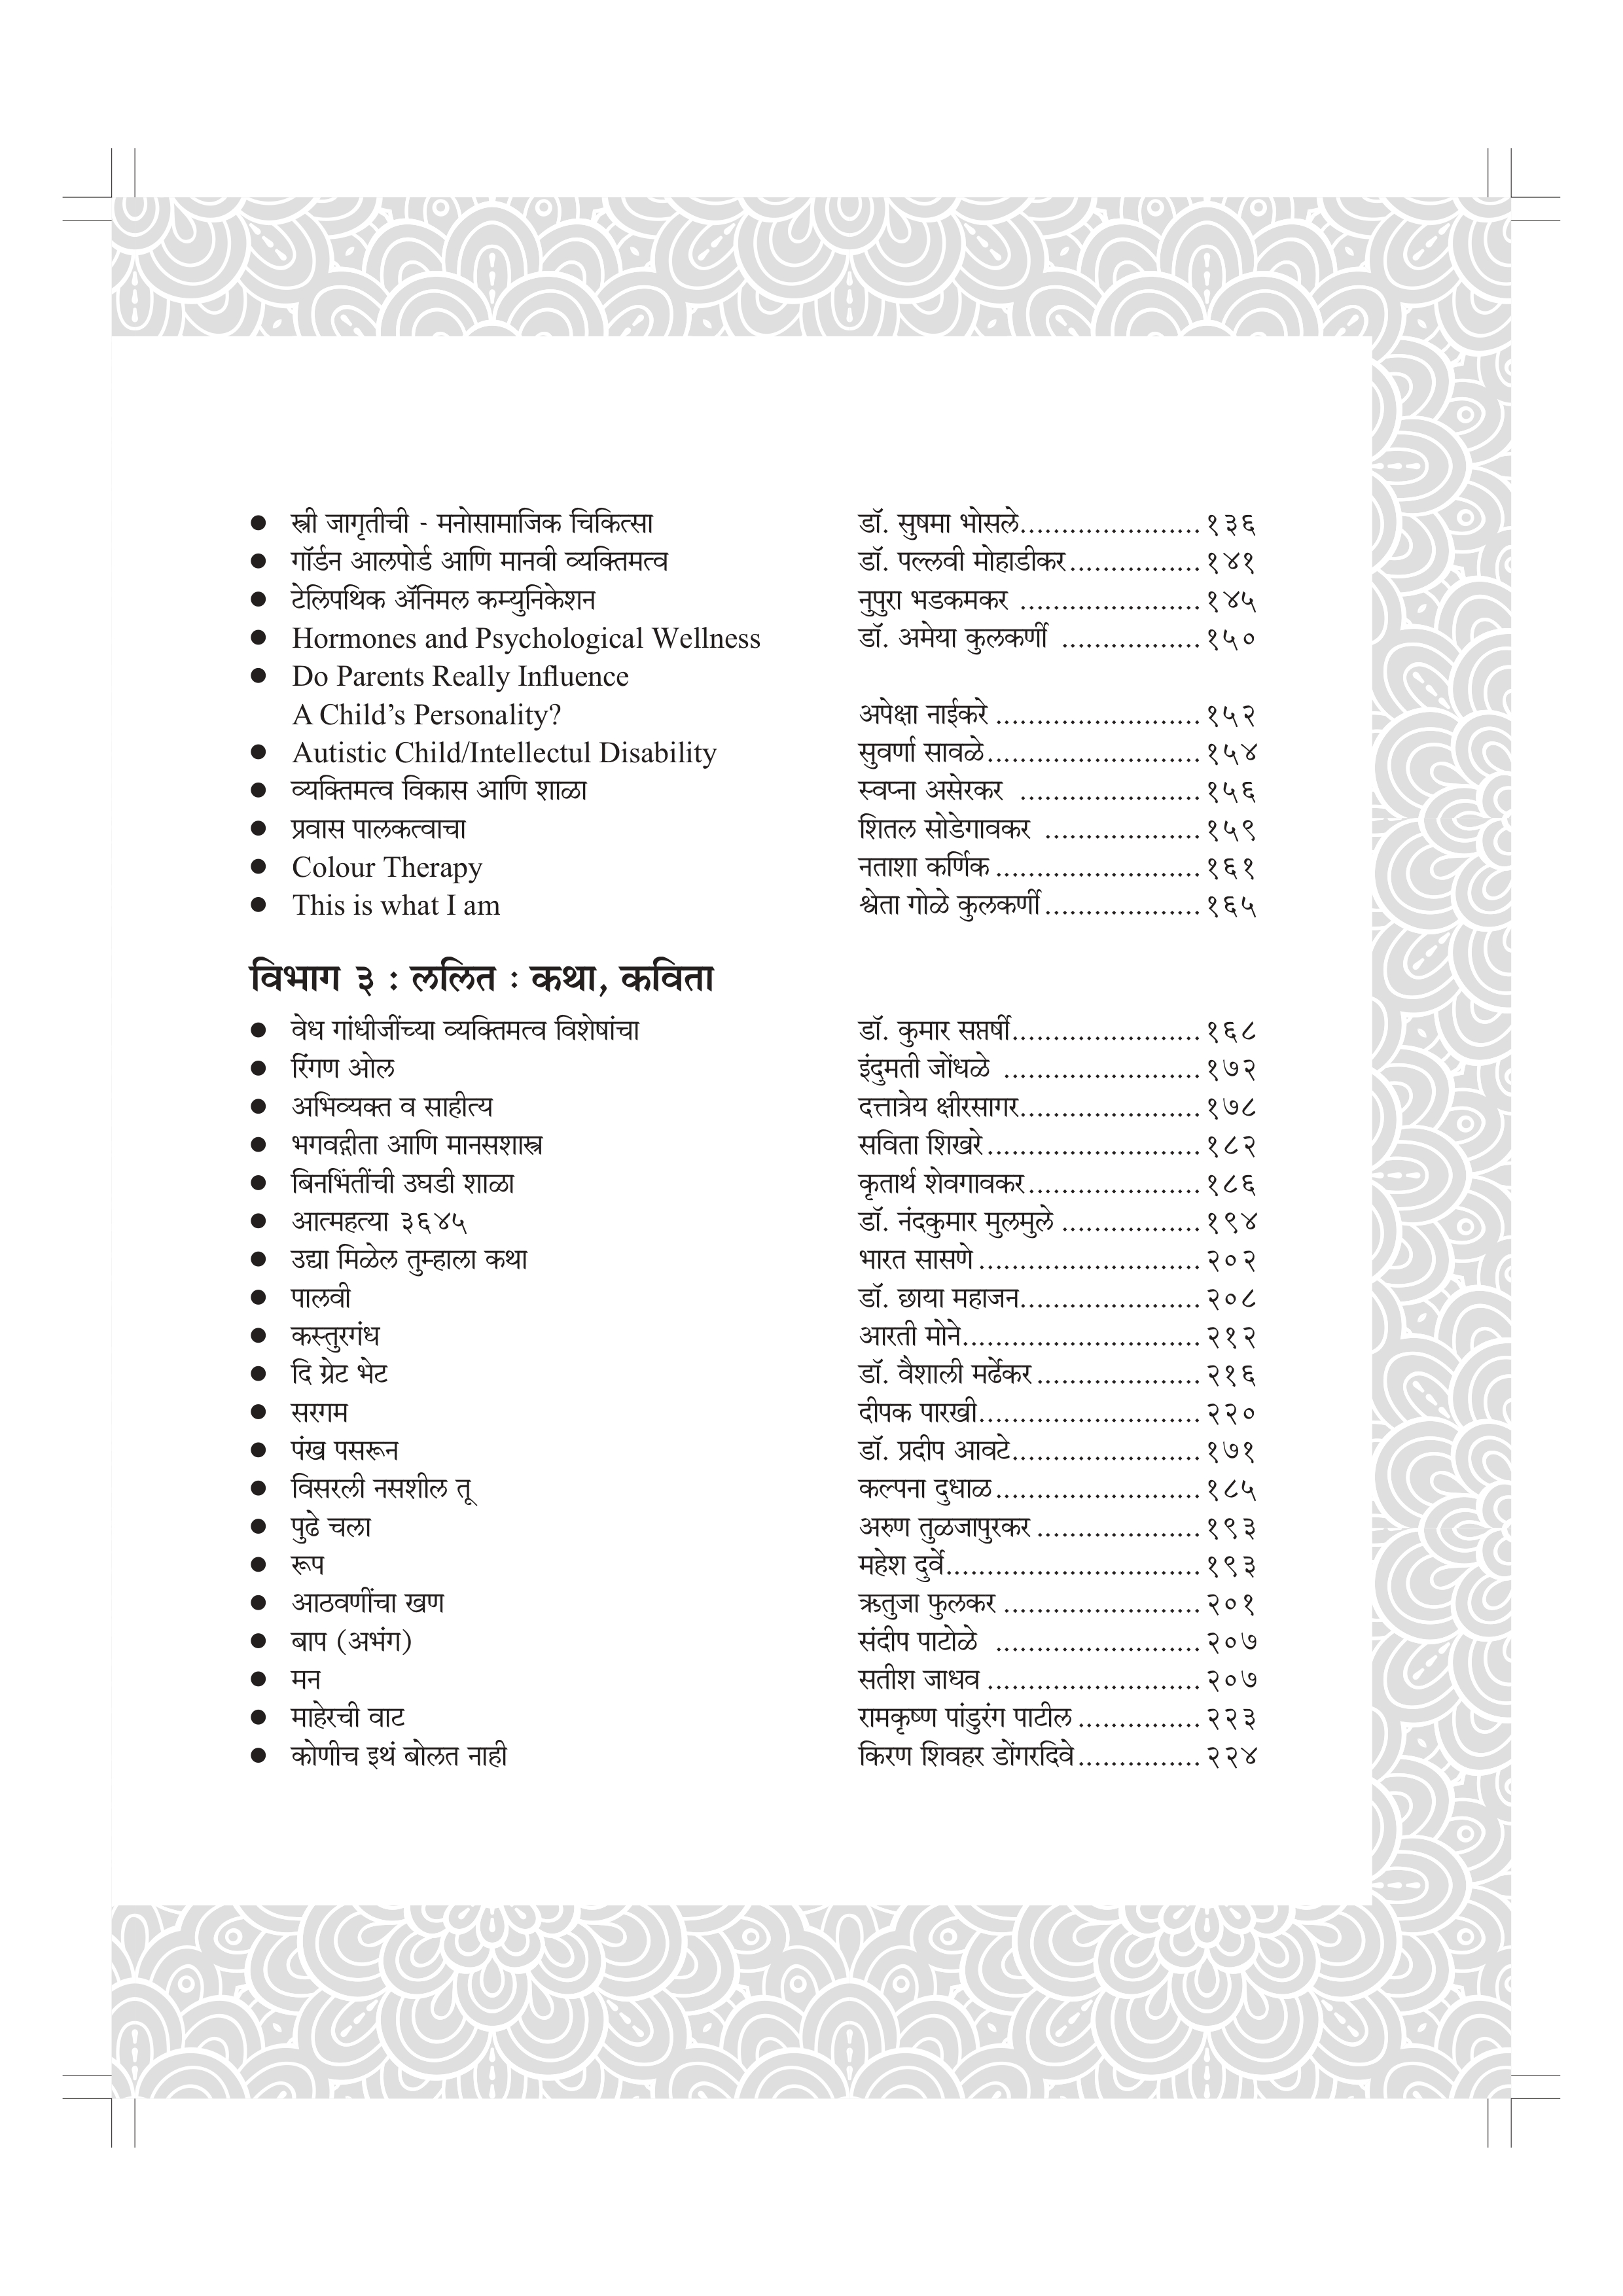 ● स्त्री जागृतीची - मनोसामाजिक चिकित्सा डॉ. सुषमा भोसले...................... १३६
● गॉर्डन आलपोर्ड आणि मानवी व्यक्तिमत्व डॉ. पल्लवी मोहाडीकर................ १४१
● टेलिपथिक ॲनिमल कम्युनिकेशन नुपुरा भडकमकर ...................... १४५
● Hormones and Psychological Wellness डॉ. अमेया कुलकर्णी ................. १५०
● Do Parents Really Influence
A Child’s Personality? अपेक्षा नाईकरे ......................... १५२
● Autistic Child/Intellectul Disability सुवर्णा सावळे.......................... १५४
● व्यक्तिमत्व विकास आणि शाळा स्वप्ना असेरकर ...................... १५६
● प्रवास पालकत्वाचा शितल सोडेगावकर ................... १५९
● Colour Therapy नताशा कर्णिक ......................... १६१
● This is what I am श्वेता गोळे कुलकर्णी................... १६५
विभाग ३ : ललित : कथा, कविता
● वेध गांधीजींच्या व्यक्तिमत्व विशेषांचा डॉ. कुमार सप्तर्षी....................... १६८
● रिंगण ओल इंदुमती जोंधळे ........................ १७२
● अभिव्यक्त व साहीत्य दत्तात्रेय क्षीरसागर...................... १७८
● भगवद्गीता आणि मानसशास्त्र सविता शिखरे.......................... १८२
● बिनभिंतींची उघडी शाळा कृतार्थ शेवगावकर..................... १८६
● आत्महत्या ३६४५ डॉ. नंदकुमार मुलमुले ................. १९४
● उद्या मिळेल तुम्हाला कथा भारत सासणे ........................... २०२
● पालवी डॉ. छाया महाजन...................... २०८
● कस्तुरगंध आरती मोने............................. २१२
● दि ग्रेट भेट डॉ. वैशाली मर्ढेकर .................... २१६
● सरगम दीपक पारखी........................... २२०
● पंख पसरून डॉ. प्रदीप आवटे....................... १७१
● विसरली नसशील तू कल्पना दुधाळ......................... १८५
● पुढे चला अरुण तुळजापुरकर .................... १९३
● रूप महेश दुर्वे............................... १९३
● आठवणींचा खण ऋतुजा फुलकर ........................ २०१
● बाप (अभंग) संदीप पाटोळे ......................... २०७
● मन सतीश जाधव .......................... २०७
● माहेरची वाट रामकृष्ण पांडुरंग पाटील ............... २२३
● कोणीच इथं बोलत नाही किरण शिवहर डोंगरदिवे............... २२४